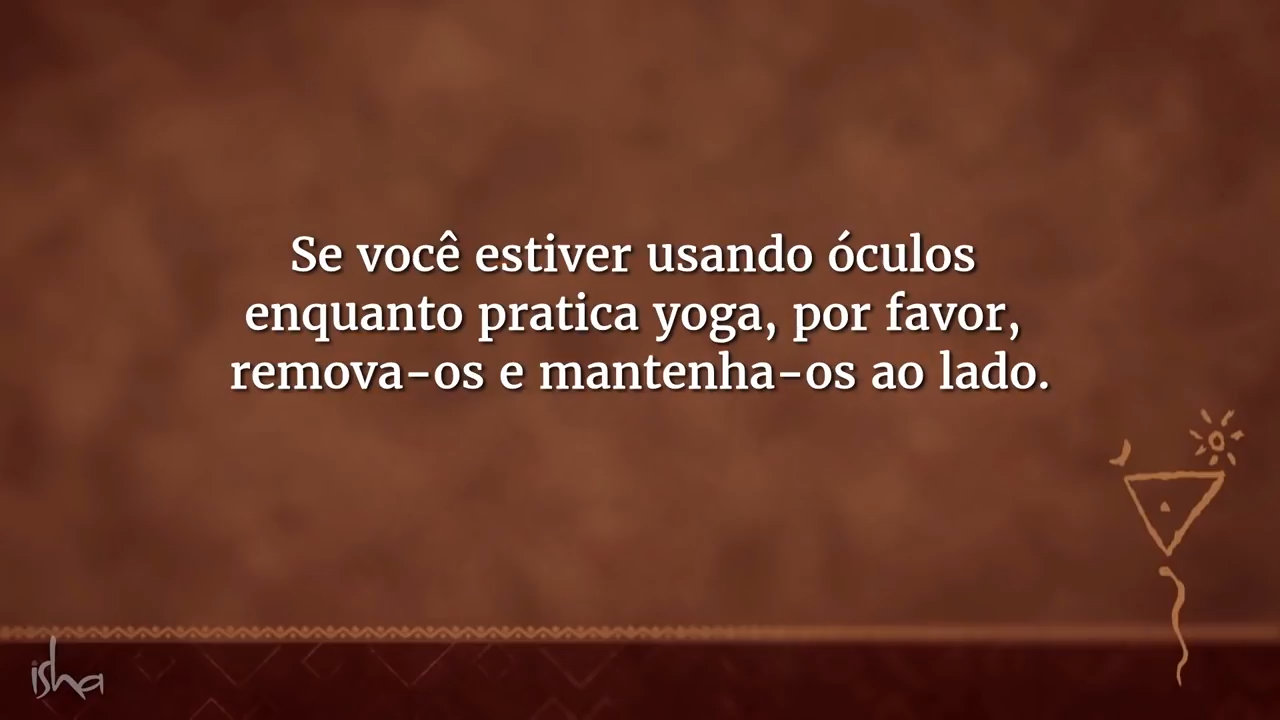 Se você estiver usando óculos
enquanto pratica yoga, por favor,
remova-os e mantenha-os ao lado.
isha